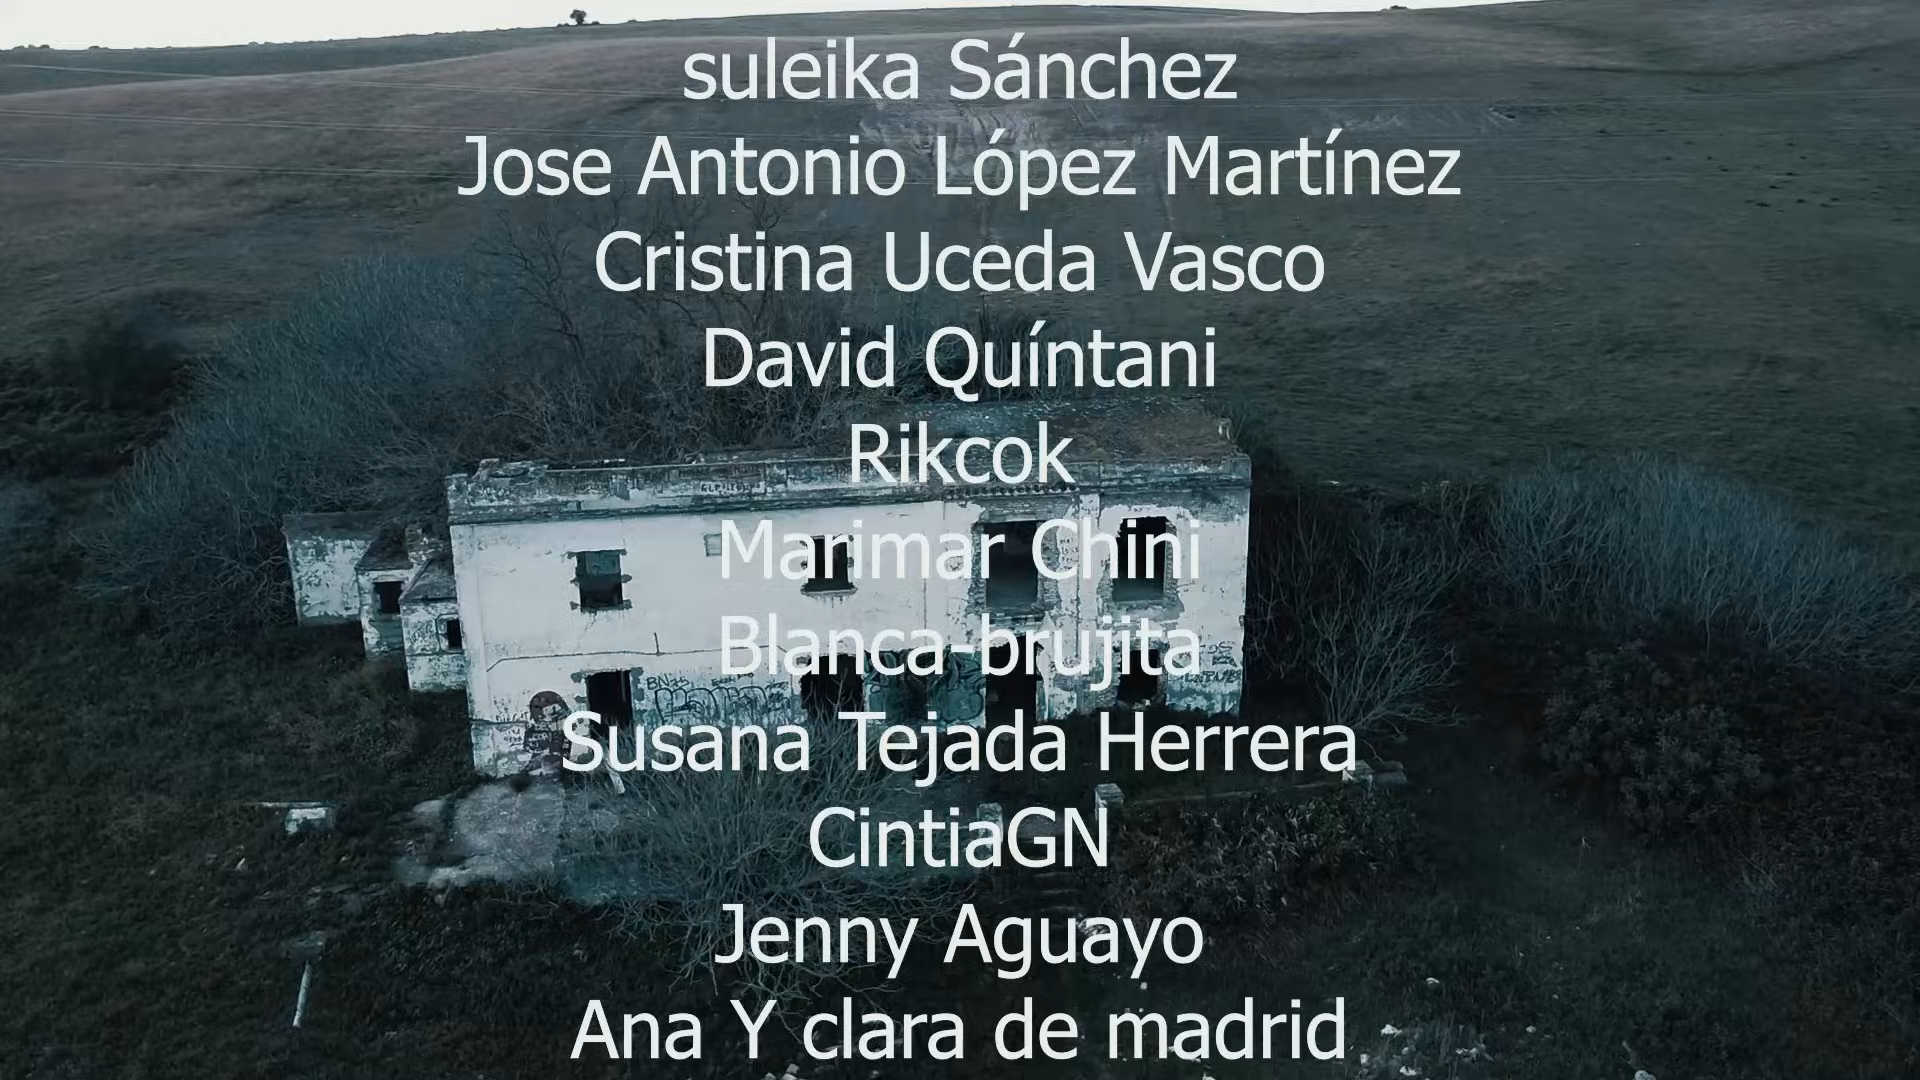 suleika Sánchez
Jose Antonio López Martínez
Cristina Uceda Vasco
David Quíntani
Rikcok
Marimar Chini
Blanca-brujita
Susana Tejada Herrera
CintiaGN
Jenny Aguayo
Ana Y clara de madrid